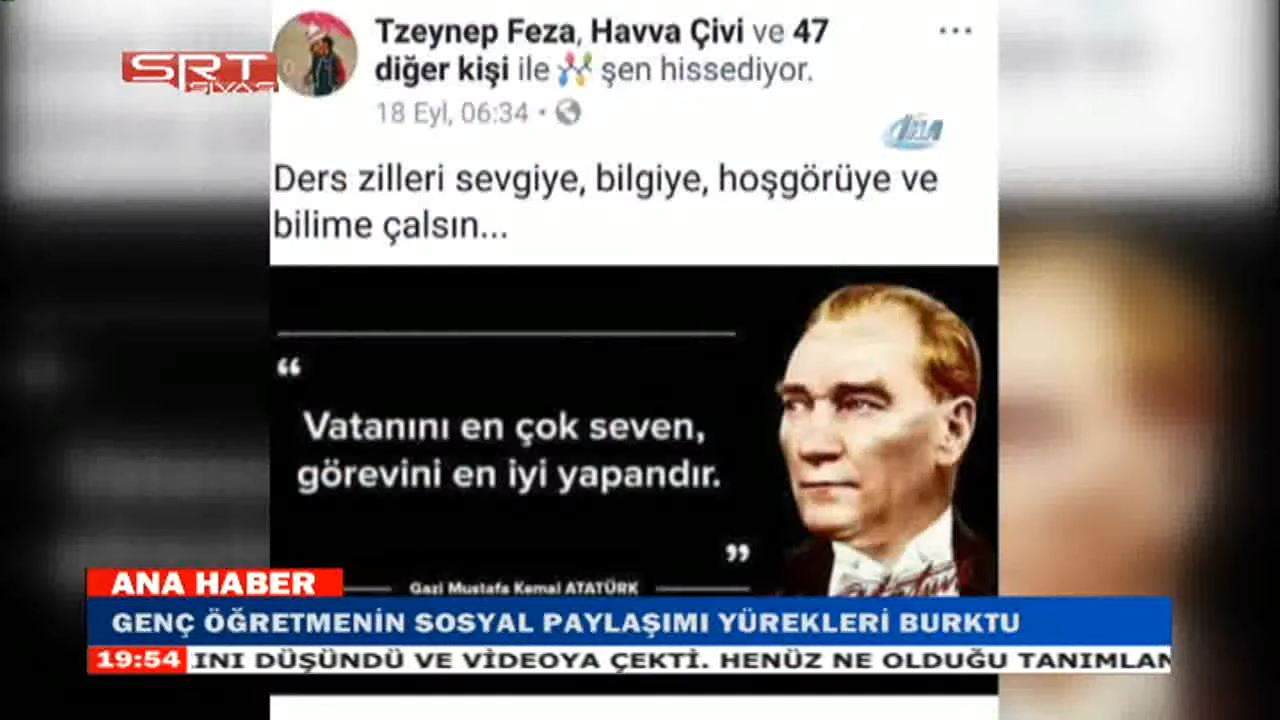 Tzeynep Feza, Havva Çivi ve 47
diğer kişi ile şen hissediyor.
18 Eyl, 06:34 •
SRT
SİVAS
Ders zilleri sevgiye, bilgiye, hoşgörüye ve
bilime çalsın...
“
Vatanını en çok seven,
görevini en iyi yapandır.
”
Gazi Mustafa Kemal ATATÜRK
ANA HABER
GENÇ ÖĞRETMENİN SOSYAL PAYLAŞIMI YÜREKLERİ BURKTU
19:54 INI DÜŞÜNDÜ VE VİDEOYA ÇEKTİ. HENÜZ NE OLDUĞU TANIMLAN